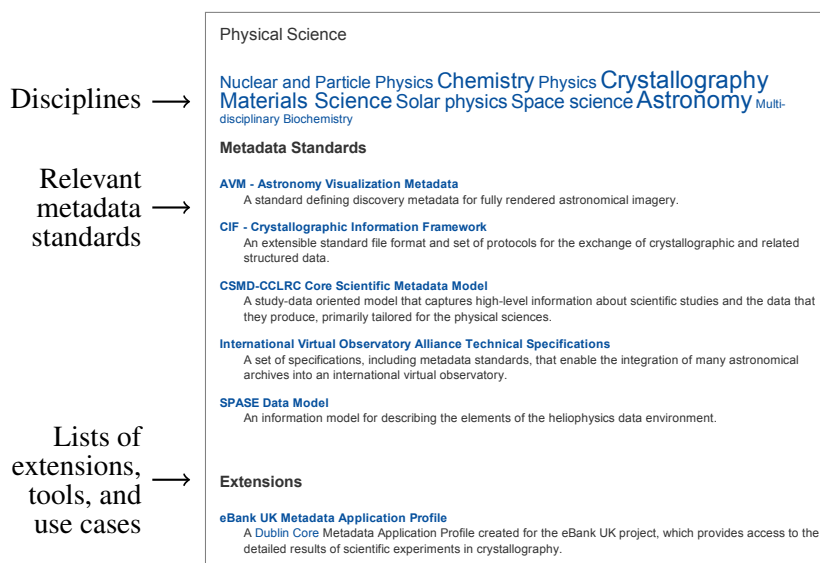 Physical Science
Disciplines
Nuclear and Particle Physics Chemistry Physics Crystallography
Materials Science Solar physics Space science Astronomy Multi-
disciplinary Biochemistry
Metadata Standards
Relevant
metadata
standards
AVM - Astronomy Visualization Metadata
A standard defining discovery metadata for fully rendered astronomical imagery.
CIF - Crystallographic Information Framework
An extensible standard file format and set of protocols for the exchange of crystallographic and related
structured data.
CSMD-CCLRC Core Scientific Metadata Model
A study-data oriented model that captures high-level information about scientific studies and the data that
they produce, primarily tailored for the physical sciences.
International Virtual Observatory Alliance Technical Specifications
A set of specifications, including metadata standards, that enable the integration of many astronomical
archives into an international virtual observatory.
SPASE Data Model
An information model for describing the elements of the heliophysics data environment.
Lists of
extensions,
tools, and
use cases
Extensions
eBank UK Metadata Application Profile
A Dublin Core Metadata Application Profile created for the eBank UK project, which provides access to the
detailed results of scientific experiments in crystallography.